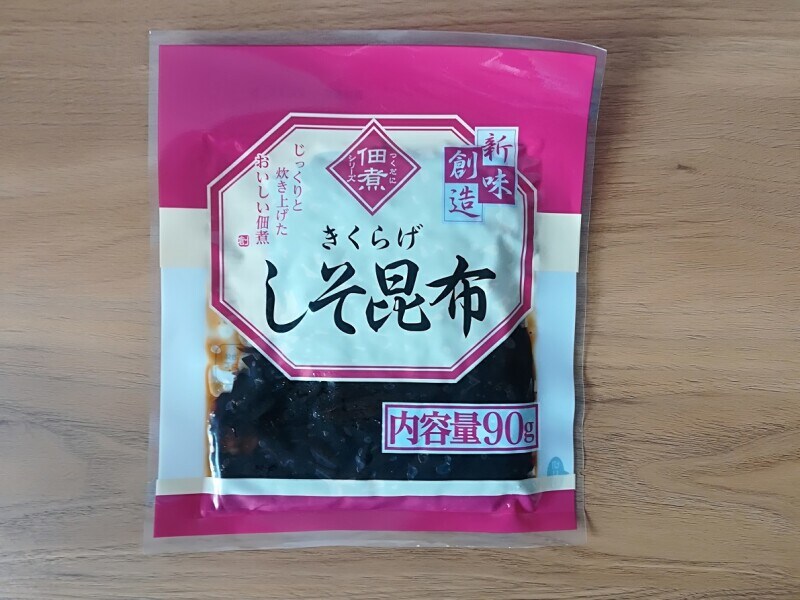 新味
創造
つくだに
佃煮
シリーズ
じっくりと
炊き上げた
おいしい佃煮
きくらげ
しそ昆布
内容量90g